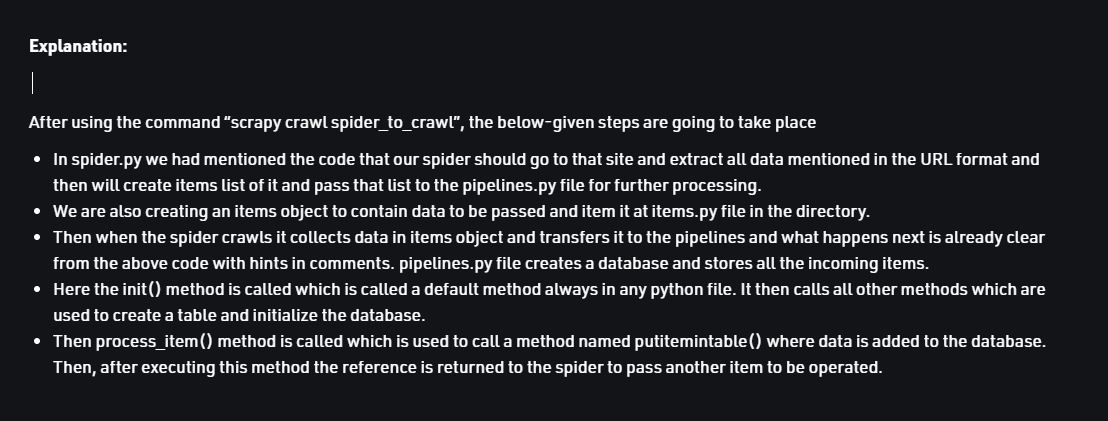 Explanation:
After using the command “scrapy crawl spider_to_crawl”, the below-given steps are going to take place
• In spider.py we had mentioned the code that our spider should go to that site and extract all data mentioned in the URL format and
then will create items list of it and pass that list to the pipelines.py file for further processing.
• We are also creating an items object to contain data to be passed and item it at items.py file in the directory.
• Then when the spider crawls it collects data in items object and transfers it to the pipelines and what happens next is already clear
from the above code with hints in comments. pipelines.py file creates a database and stores all the incoming items.
• Here the init() method is called which is called a default method always in any python file. It then calls all other methods which are
used to create a table and initialize the database.
• Then process_item() method is called which is used to call a method named putitemintable() where data is added to the database.
Then, after executing this method the reference is returned to the spider to pass another item to be operated.